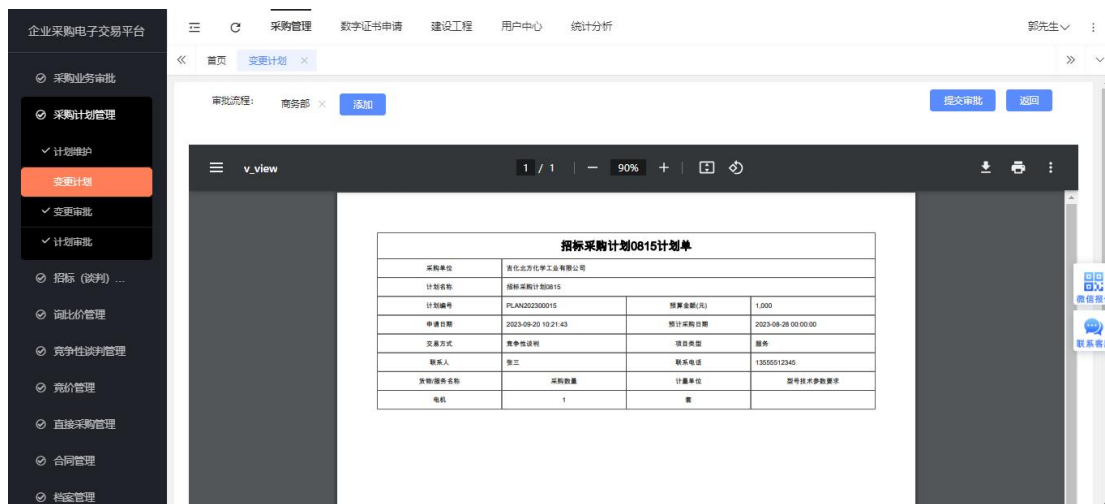 企业采购电子交易平台
采购管理 数字证书申请 建设工程 用户中心 统计分析 郭先生
首页 变更计划 ×
采购业务审批
采购计划管理
计划维护
变更计划
变更审批
计划审批
招标（谈判）...
询比价管理
竞争性谈判管理
竞价管理
直接采购管理
合同管理
档案管理
审批流程： 商务部 × 添加 提交审批 返回
v_view 1 / 1 − 90% +
招标采购计划0815计划单
采购单位 吉化北方化学工业有限公司
计划名称 招标采购计划0815
计划编号 PLAN202300015 预算金额(元) 1,000
申请日期 2023-09-20 10:21:43 预计采购日期 2023-08-28 00:00:00
交易方式 竞争性谈判 项目类型 服务
联系人 张三 联系电话 13555512345
货物/服务名称 采购数量 计量单位 型号技术参数要求
电机 1 套
微信报
联系客